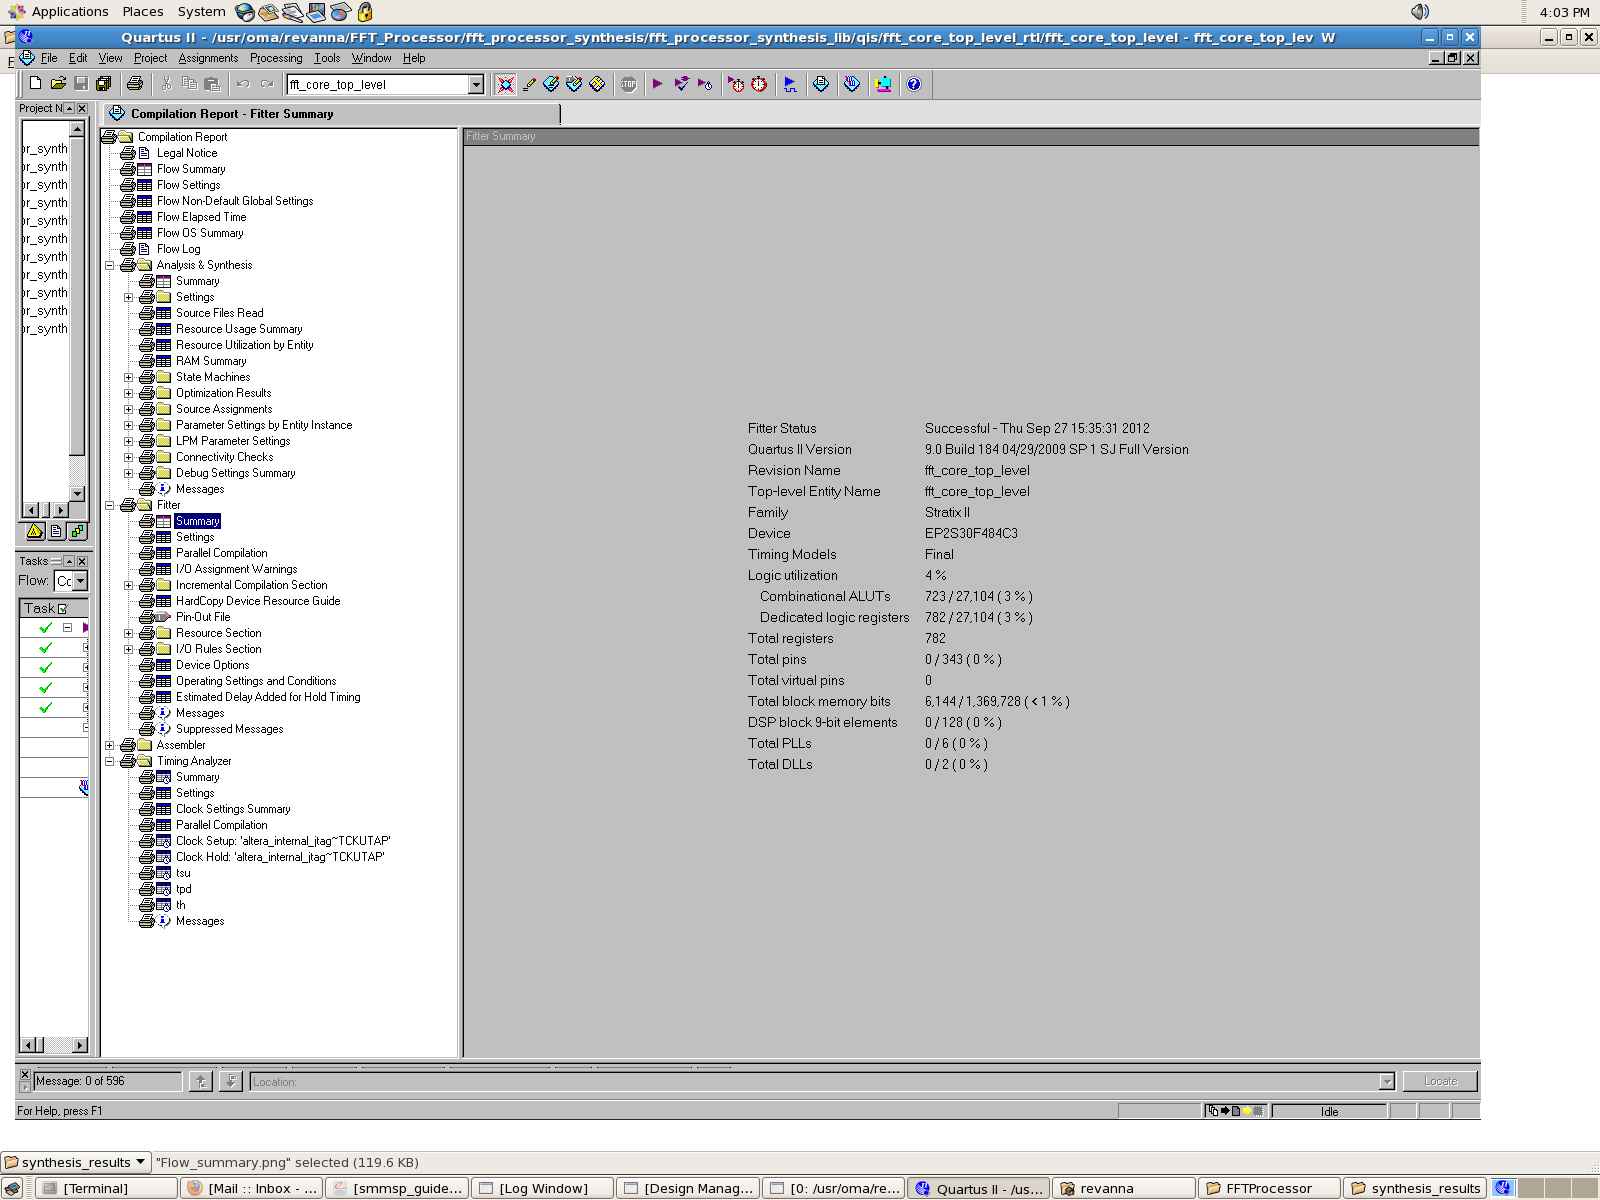 Applications Places System 4:03 PM
Quartus II - /usr/oma/revanna/FFT_Processor/fft_processor_synthesis/fft_processor_synthesis_lib/qis/fft_core_top_level_rtl/fft_core_top_level - fft_core_top_lev W
File Edit View Project Assignments Processing Tools Window Help
fft_core_top_level
Project N
Compilation Report - Fitter Summary
or_synth
or_synth
or_synth
or_synth
or_synth
or_synth
or_synth
or_synth
or_synth
or_synth
or_synth
Tasks
Flow: Co
Task
Compilation Report
Legal Notice
Flow Summary
Flow Settings
Flow Non-Default Global Settings
Flow Elapsed Time
Flow OS Summary
Flow Log
Analysis & Synthesis
Summary
Settings
Source Files Read
Resource Usage Summary
Resource Utilization by Entity
RAM Summary
State Machines
Optimization Results
Source Assignments
Parameter Settings by Entity Instance
LPM Parameter Settings
Connectivity Checks
Debug Settings Summary
Messages
Fitter
Summary
Settings
Parallel Compilation
I/O Assignment Warnings
Incremental Compilation Section
HardCopy Device Resource Guide
Pin-Out File
Resource Section
I/O Rules Section
Device Options
Operating Settings and Conditions
Estimated Delay Added for Hold Timing
Messages
Suppressed Messages
Assembler
Timing Analyzer
Summary
Settings
Clock Settings Summary
Parallel Compilation
Clock Setup: 'altera_internal_jtag~TCKUTAP'
Clock Hold: 'altera_internal_jtag~TCKUTAP'
tsu
tpd
th
Messages
Fitter Summary
Fitter Status Successful - Thu Sep 27 15:35:31 2012
Quartus II Version 9.0 Build 184 04/29/2009 SP 1 SJ Full Version
Revision Name fft_core_top_level
Top-level Entity Name fft_core_top_level
Family Stratix II
Device EP2S30F484C3
Timing Models Final
Logic utilization 4 %
Combinational ALUTs 723 / 27,104 ( 3 % )
Dedicated logic registers 782 / 27,104 ( 3 % )
Total registers 782
Total pins 0 / 343 ( 0 % )
Total virtual pins 0
Total block memory bits 6,144 / 1,369,728 ( < 1 % )
DSP block 9-bit elements 0 / 128 ( 0 % )
Total PLLs 0 / 6 ( 0 % )
Total DLLs 0 / 2 ( 0 % )
Message: 0 of 596 Location: Locate
For Help, press F1 Idle
synthesis_results "Flow_summary.png" selected (119.6 KB)
[Terminal] [Mail :: Inbox - ... [smmsp_guide... [Log Window] [Design Manag... [0: /usr/oma/re... Quartus II - /us... revanna FFTProcessor synthesis_results